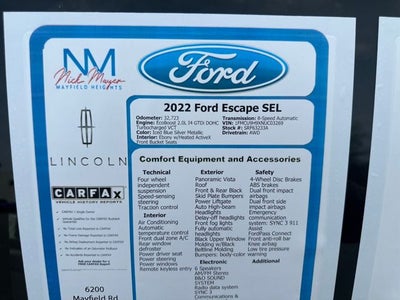 NM
Nick Mayer
MAYFIELD HEIGHTS
LINCOLN
CARFAX
VEHICLE HISTORY REPORTS
CARFAX 1 Owner
6200
Mayfield Rd
Ford
2022 Ford Escape SEL
Odometer: 32,723
Engine: EcoBoost 2.0L I4 GTDi DOHC
Turbocharged VCT
Color: Iced Blue Silver Metallic
Interior: Ebony w/Heated ActiveX
Front Bucket Seats
Transmission: 8-Speed Automatic
Stock #: SRF63233A
Drivetrain: AWD
Comfort Equipment and Accessories
Technical
Four wheel
independent
suspension
Speed-sensing
steering
Traction control
Interior
Air Conditioning
Automatic
temperature control
Front dual zone A/C
Rear window
defroster
Power driver seat
Power steering
Power windows
Remote keyless entry
Exterior
Panoramic Vista
Roof
Front & Rear Black
Skid Plate Bumpers
Power Liftgate
Auto High-beam
Headlights
Delay-off headlights
Front fog lights
Fully automatic
headlights
Black Upper Window
Molding w/Black
Beltline Molding
Bumpers: body-color
Electronic
6 Speakers
AM/FM Stereo
B&O SOUND
SYSTEM
Radio data system
SYNC 3
Communications &
Safety
4-Wheel Disc Brakes
ABS brakes
Dual front impact
airbags
Dual front side
impact airbags
Emergency
communication
system: SYNC 3 911
Assist
FordPass Connect
Front anti-roll bar
Knee airbag
Low tire pressure
warning
Additional